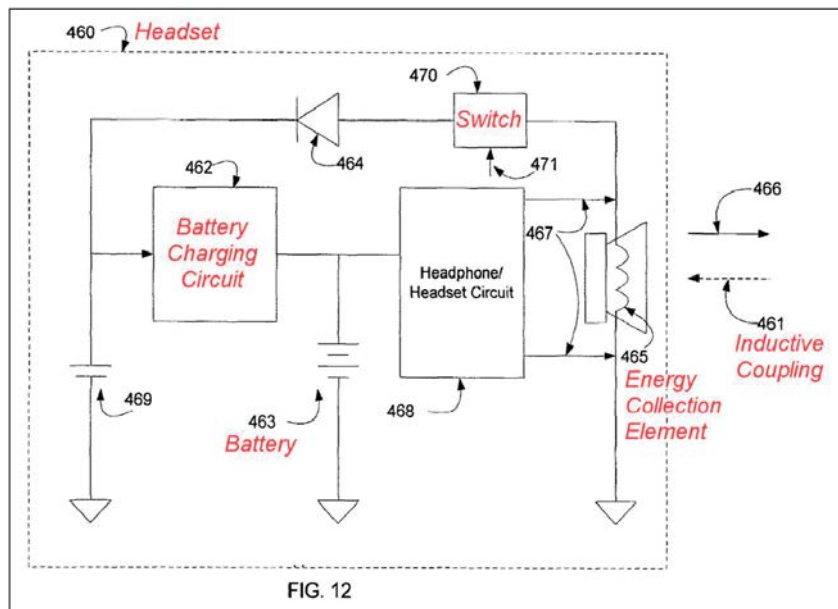 460 Headset
470
Switch
464
471
462
466
Battery
Charging
Circuit
467
Headphone/
Headset Circuit
461
Inductive
Coupling
465
Energy
Collection
Element
469
463
Battery
468
FIG. 12